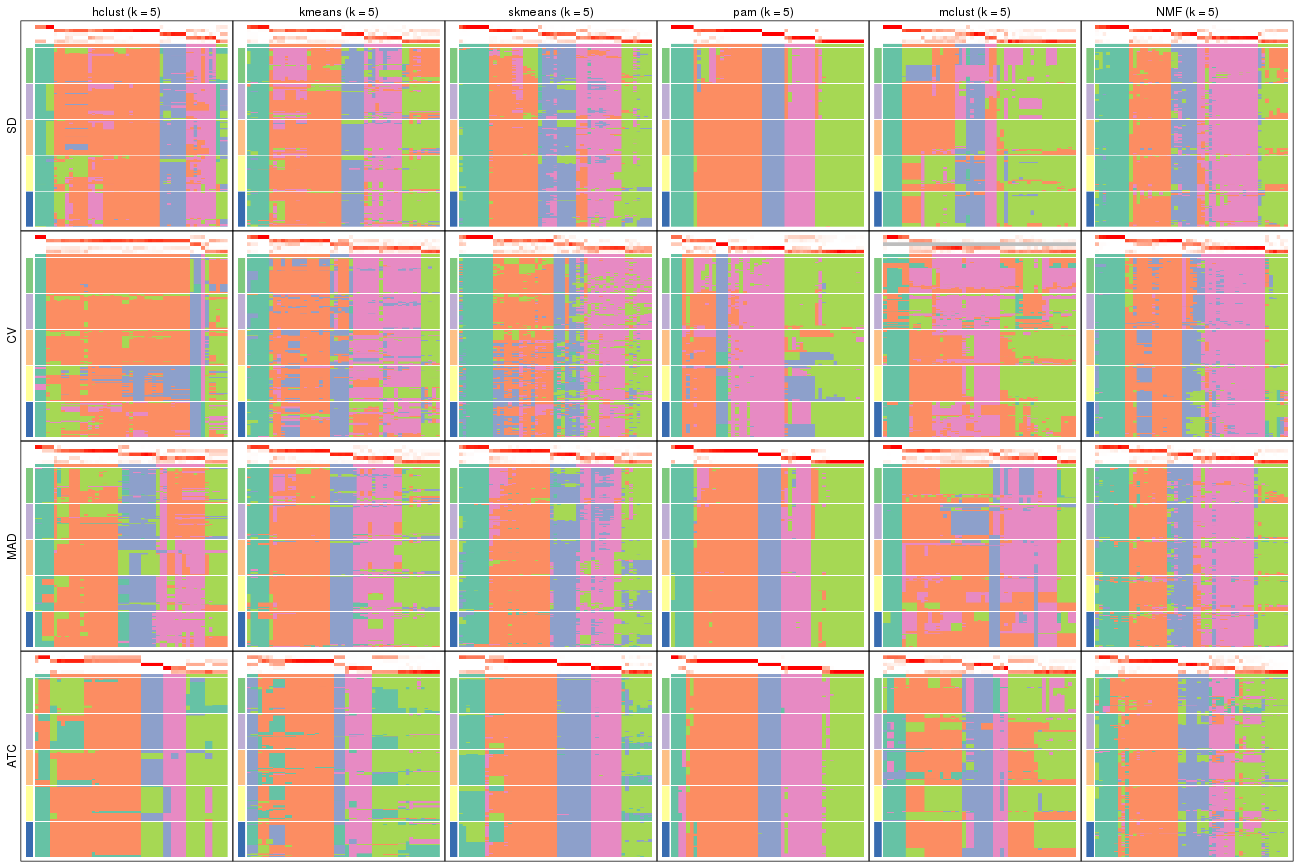 hclust (k = 5) kmeans (k = 5) skmeans (k = 5) pam (k = 5) mclust (k = 5) NMF (k = 5)
SD
CV
MAD
ATC